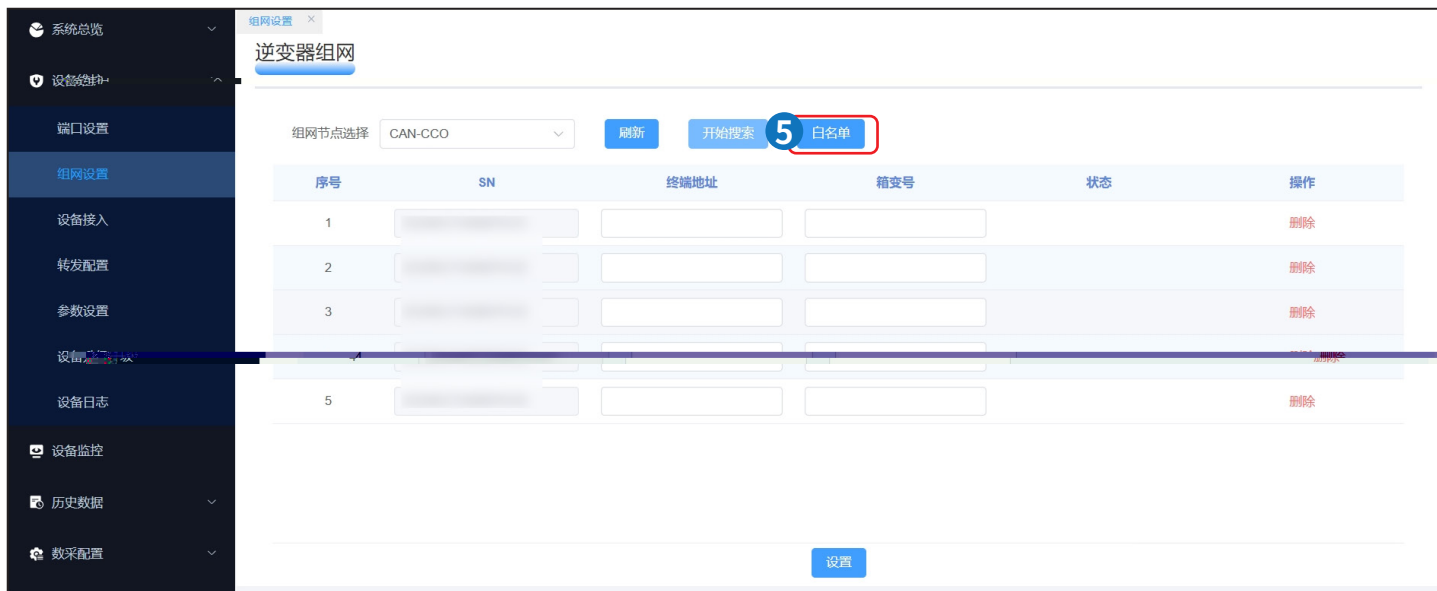 系统总览
组网设置 ×
逆变器组网
端口设置
组网设置
设备接入
转发配置
参数设置
设备日志
设备监控
历史数据
数采配置
组网节点选择 CAN-CCO 刷新 开始搜索 5 白名单
序号 SN 终端地址 箱变号 状态 操作
1 删除
2 删除
3 删除
4 删除
5 删除
设置